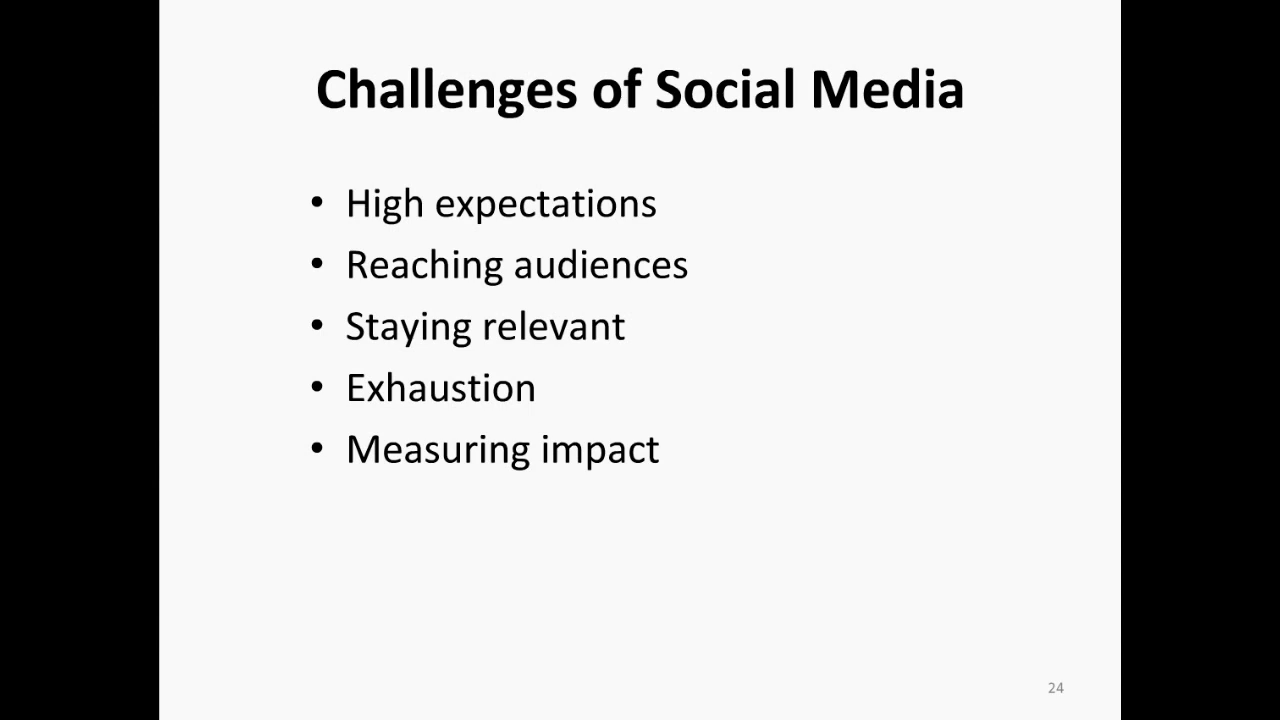 Challenges of Social Media
• High expectations
• Reaching audiences
• Staying relevant
• Exhaustion
• Measuring impact
24